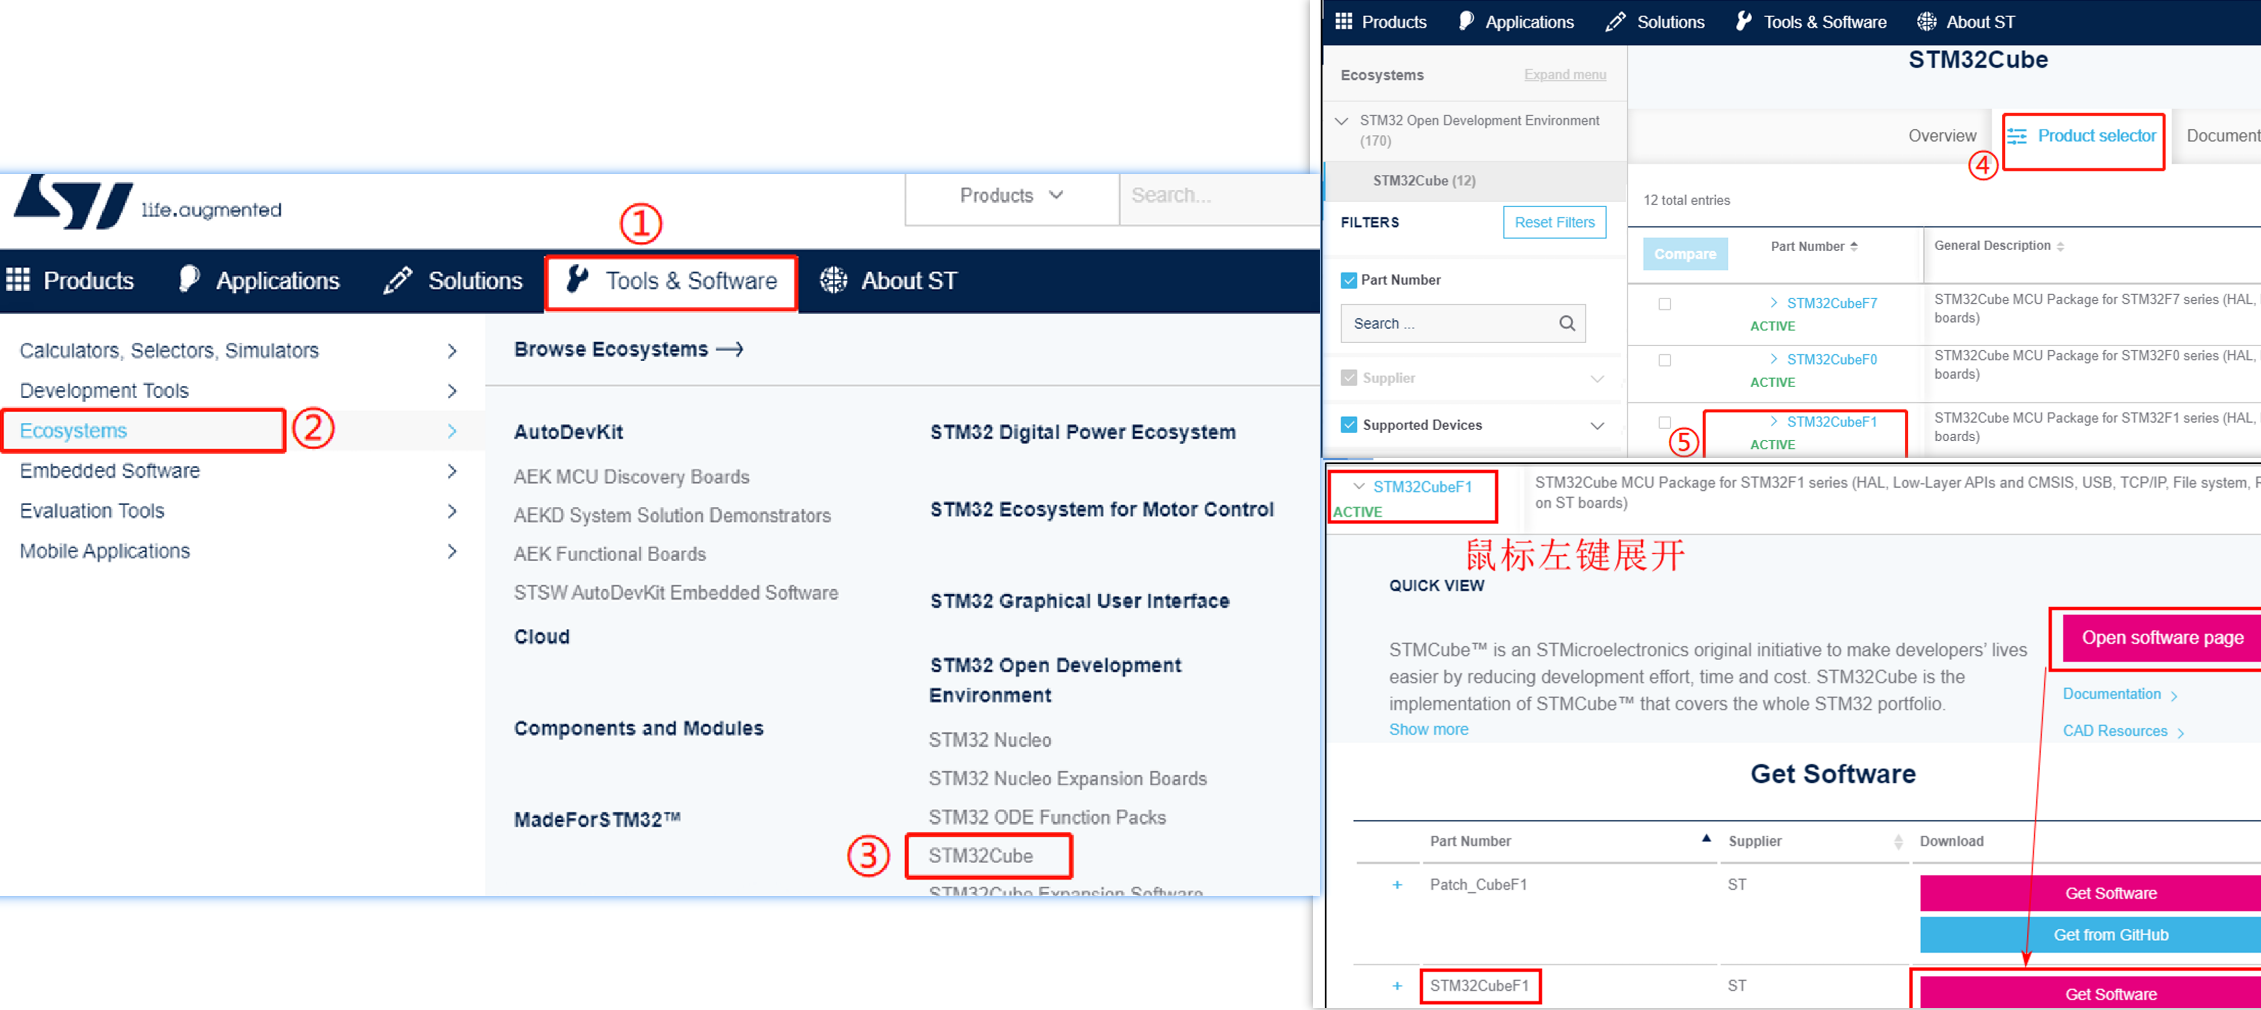 life.augmented
Products
Search...
①
Products
Applications
Solutions
Tools & Software
About ST
Calculators, Selectors, Simulators
Development Tools
Ecosystems
②
Embedded Software
Evaluation Tools
Mobile Applications
Browse Ecosystems
AutoDevKit
AEK MCU Discovery Boards
AEKD System Solution Demonstrators
AEK Functional Boards
STSW AutoDevKit Embedded Software
Cloud
Components and Modules
MadeForSTM32™
STM32 Digital Power Ecosystem
STM32 Ecosystem for Motor Control
STM32 Graphical User Interface
STM32 Open Development
Environment
STM32 Nucleo
STM32 Nucleo Expansion Boards
STM32 ODE Function Packs
③
STM32Cube
STM32Cube Expansion Software
Products
Applications
Solutions
Tools & Software
About ST
STM32Cube
Ecosystems
Expand menu
STM32 Open Development Environment
(170)
STM32Cube (12)
FILTERS
Reset Filters
Part Number
Search ...
Supplier
Supported Devices
Overview
④
Product selector
Document
12 total entries
Compare
Part Number
General Description
STM32CubeF7
ACTIVE
STM32Cube MCU Package for STM32F7 series (HAL,
boards)
STM32CubeF0
ACTIVE
STM32Cube MCU Package for STM32F0 series (HAL,
boards)
⑤
STM32CubeF1
ACTIVE
STM32Cube MCU Package for STM32F1 series (HAL,
boards)
STM32CubeF1
ACTIVE
STM32Cube MCU Package for STM32F1 series (HAL, Low-Layer APIs and CMSIS, USB, TCP/IP, File system,
on ST boards)
鼠标左键展开
QUICK VIEW
STMCube™ is an STMicroelectronics original initiative to make developers’ lives
easier by reducing development effort, time and cost. STM32Cube is the
implementation of STMCube™ that covers the whole STM32 portfolio.
Show more
Open software page
Documentation
CAD Resources
Get Software
Part Number
Supplier
Download
Patch_CubeF1
ST
Get Software
Get from GitHub
STM32CubeF1
ST
Get Software